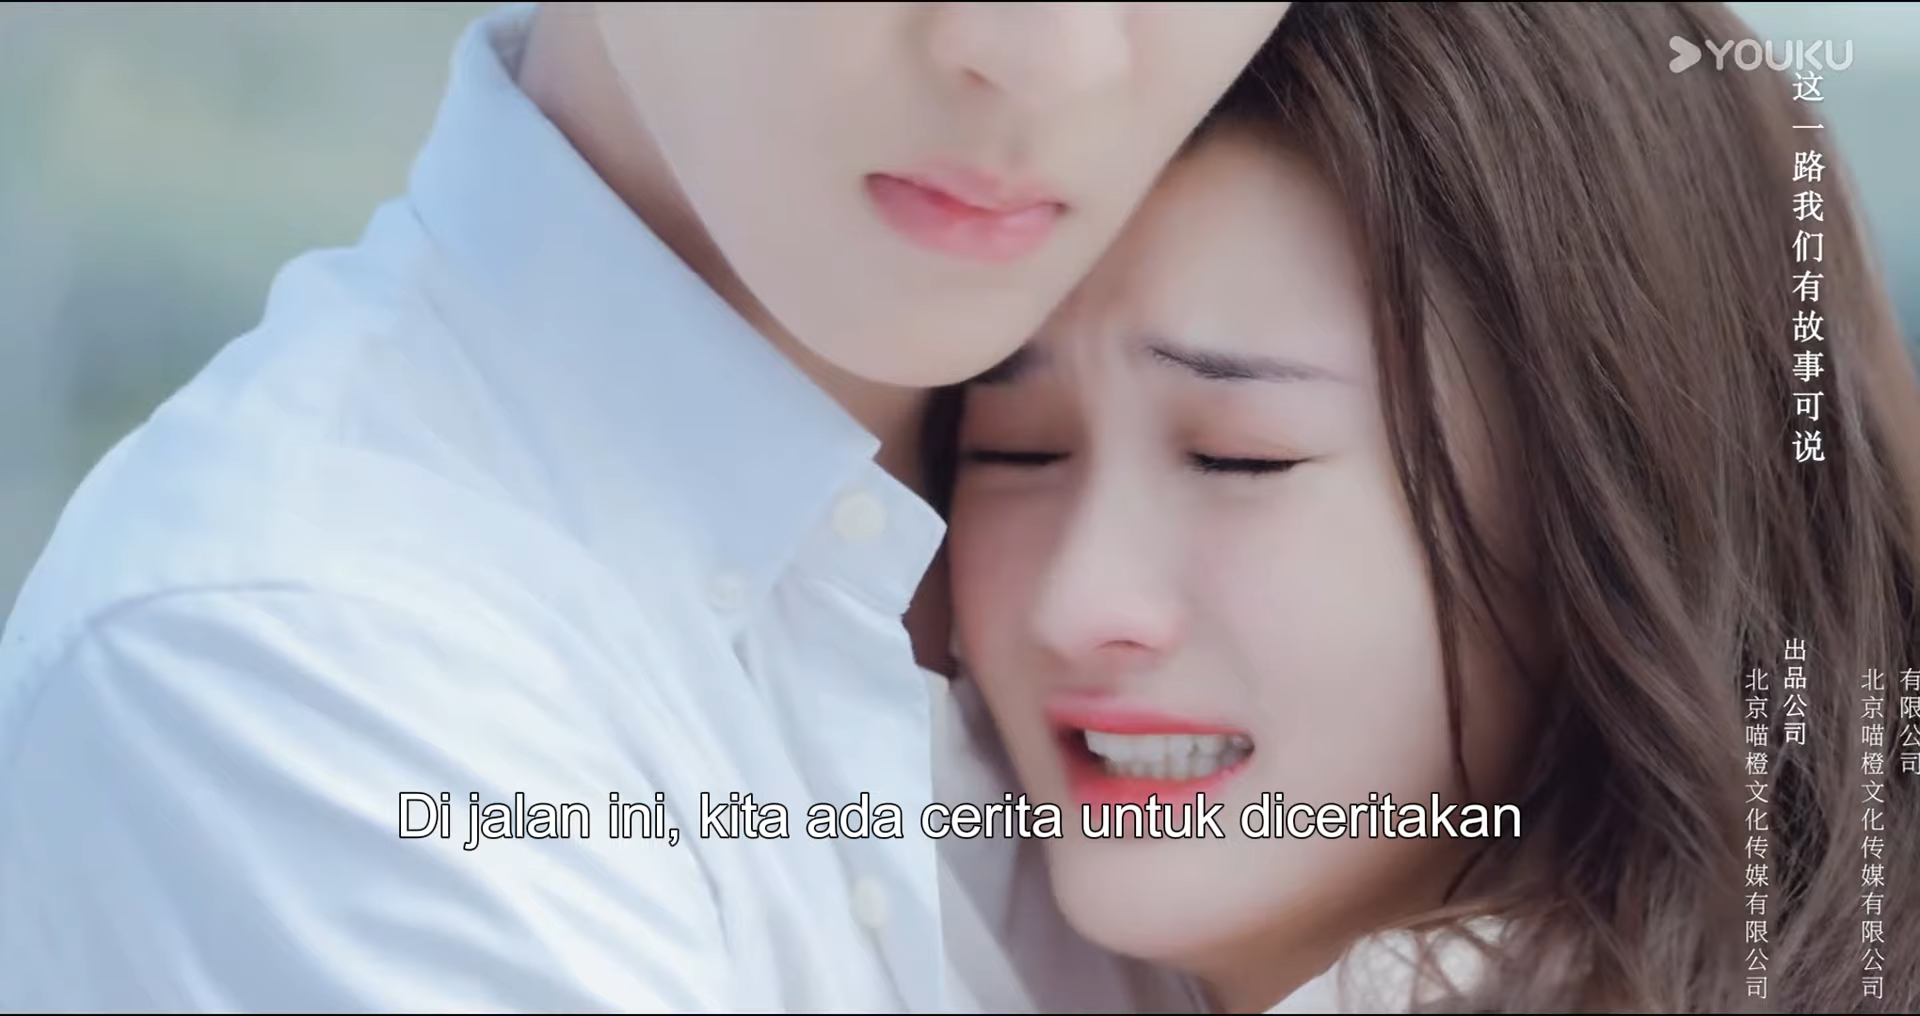 YOUKU
这一路我们有故事可说
出品公司
北京喵橙文化传媒有限公司
有限公司
北京喵橙文化传媒有限公司
Di jalan ini, kita ada cerita untuk diceritakan